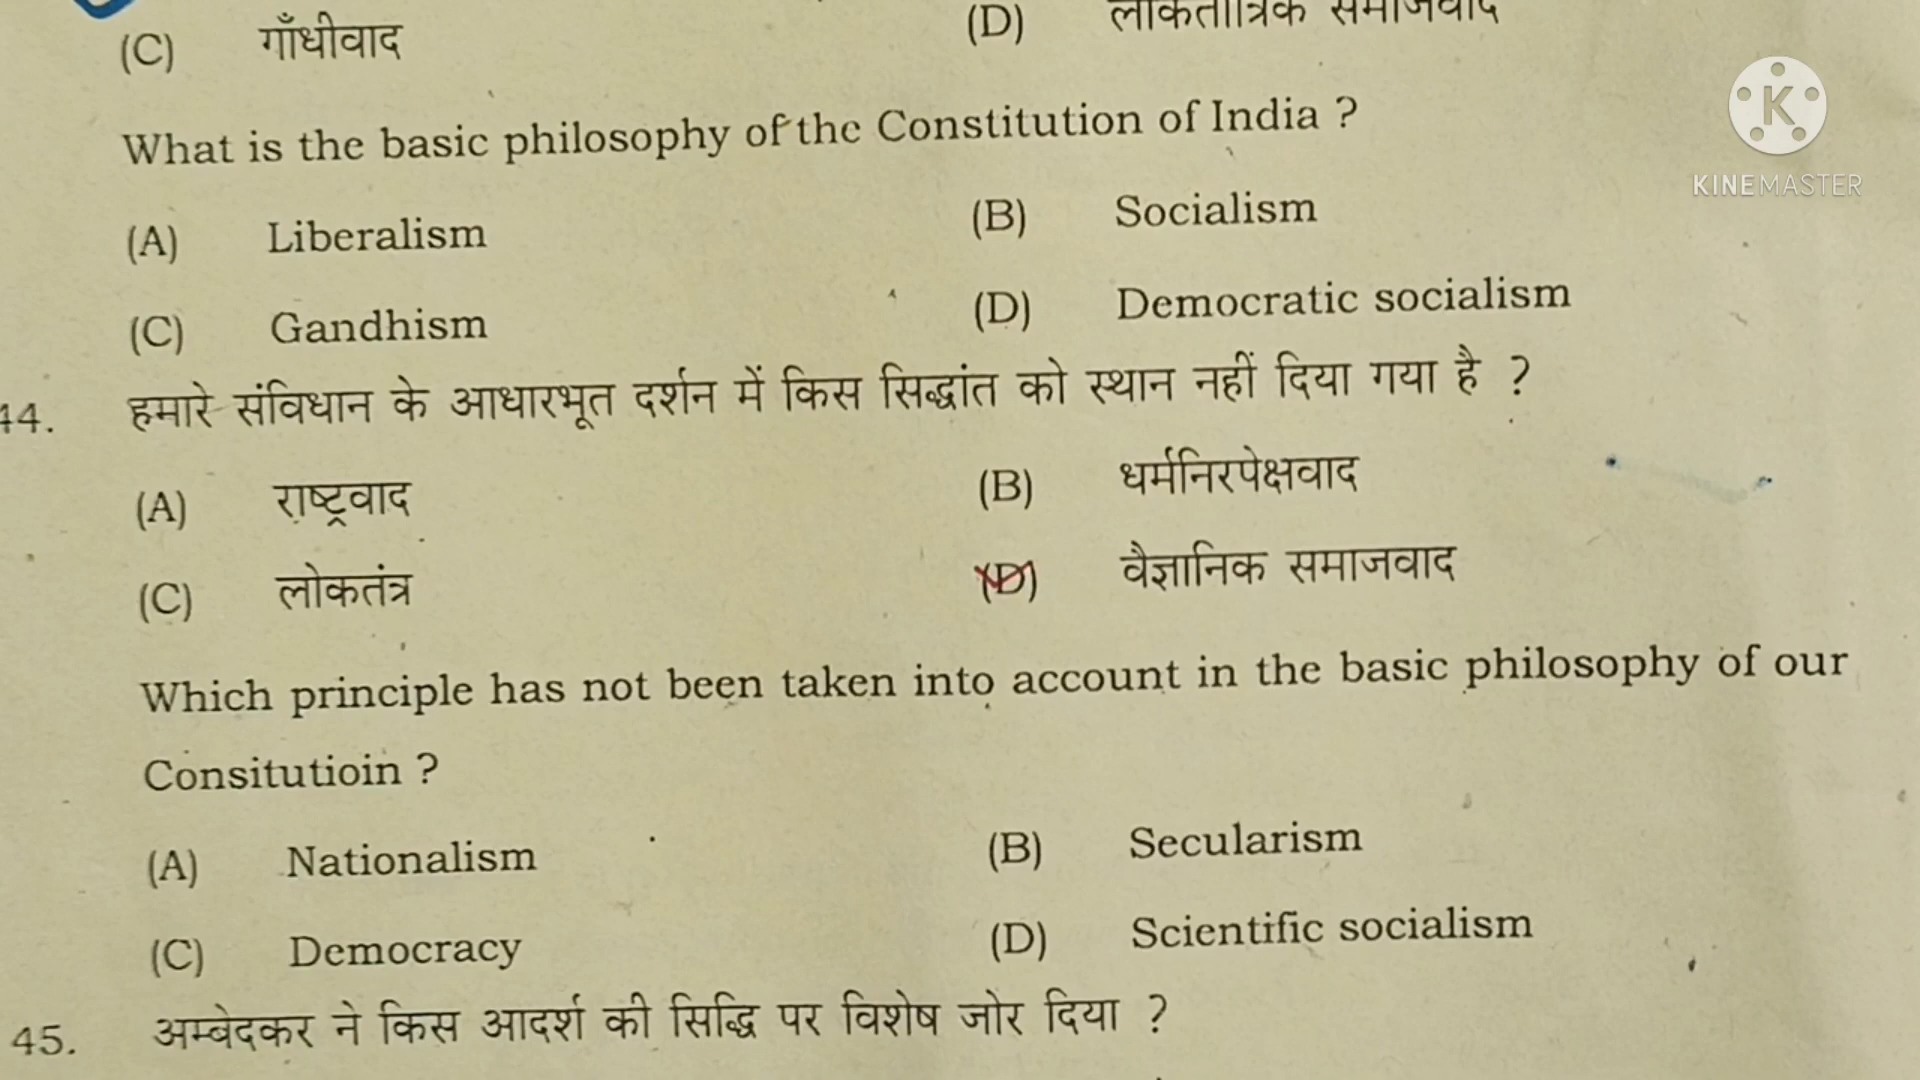 (C) गाँधीवाद (D) लोकतांत्रिक समाजवाद
What is the basic philosophy of the Constitution of India ?
(A) Liberalism (B) Socialism
(C) Gandhism (D) Democratic socialism
44. हमारे संविधान के आधारभूत दर्शन में किस सिद्धांत को स्थान नहीं दिया गया है ?
(A) राष्ट्रवाद (B) धर्मनिरपेक्षवाद
(C) लोकतंत्र (D) वैज्ञानिक समाजवाद
Which principle has not been taken into account in the basic philosophy of our
Consitutioin ?
(A) Nationalism (B) Secularism
(C) Democracy (D) Scientific socialism
45. अम्बेदकर ने किस आदर्श की सिद्धि पर विशेष जोर दिया ?
K
KINEMASTER